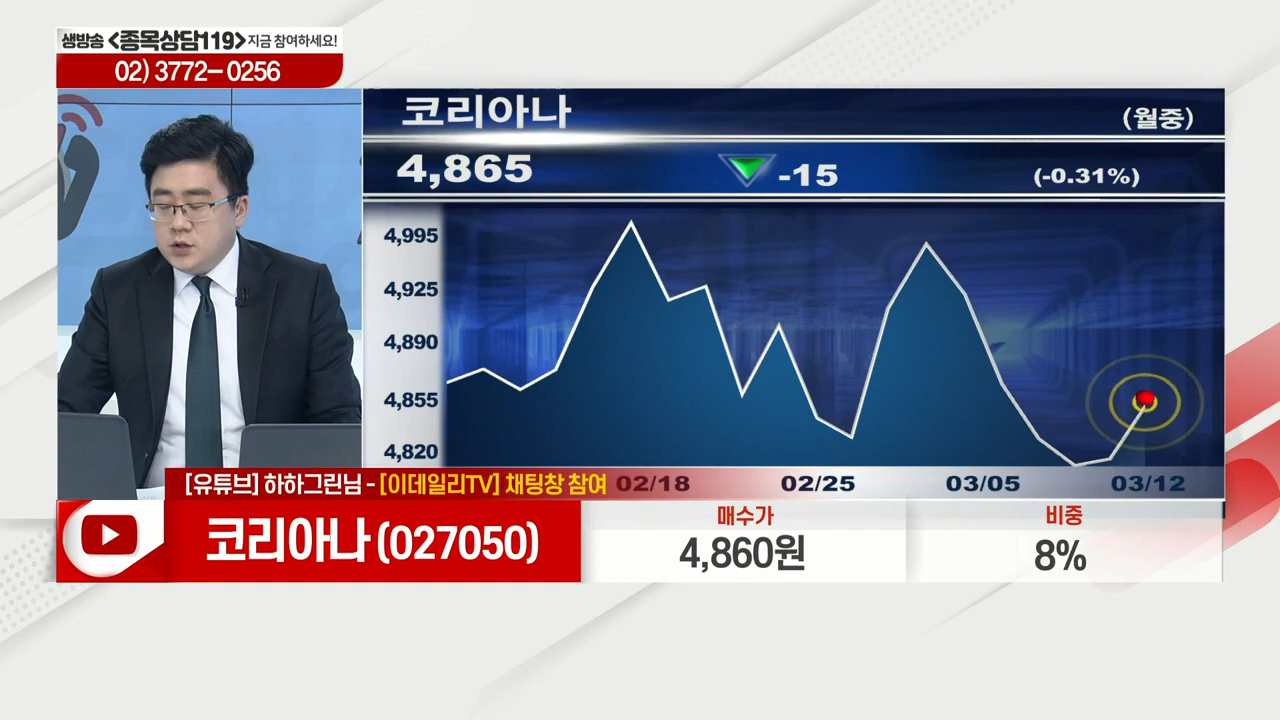 생방송 <종목상담119> 지금 참여하세요!
02) 3772-0256
코리아나
(월중)
4,865 -15 (-0.31%)
4,995
4,925
4,890
4,855
4,820
02/18 02/25 03/05 03/12
[유튜브] 하하그린님 - [이데일리TV] 채팅창 참여
코리아나 (027050)
매수가
4,860원
비중
8%